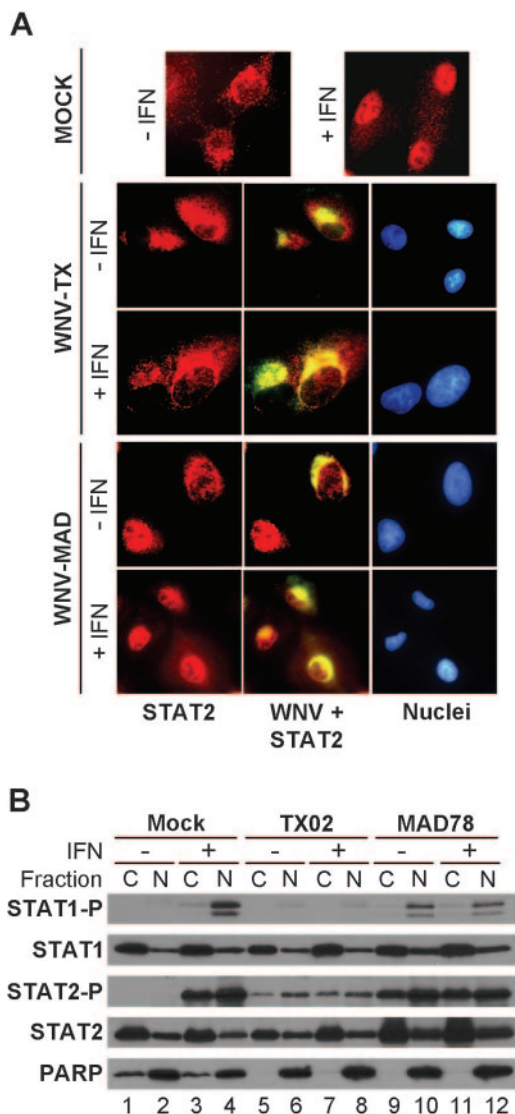 A
MOCK
- IFN
+ IFN
WNV-TX
- IFN
+ IFN
WNV-MAD
- IFN
+ IFN
STAT2 WNV + STAT2 Nuclei
B
Mock TX02 MAD78
IFN - + - + - +
Fraction C N C N C N C N C N C N
STAT1-P
STAT1
STAT2-P
STAT2
PARP
1 2 3 4 5 6 7 8 9 10 11 12